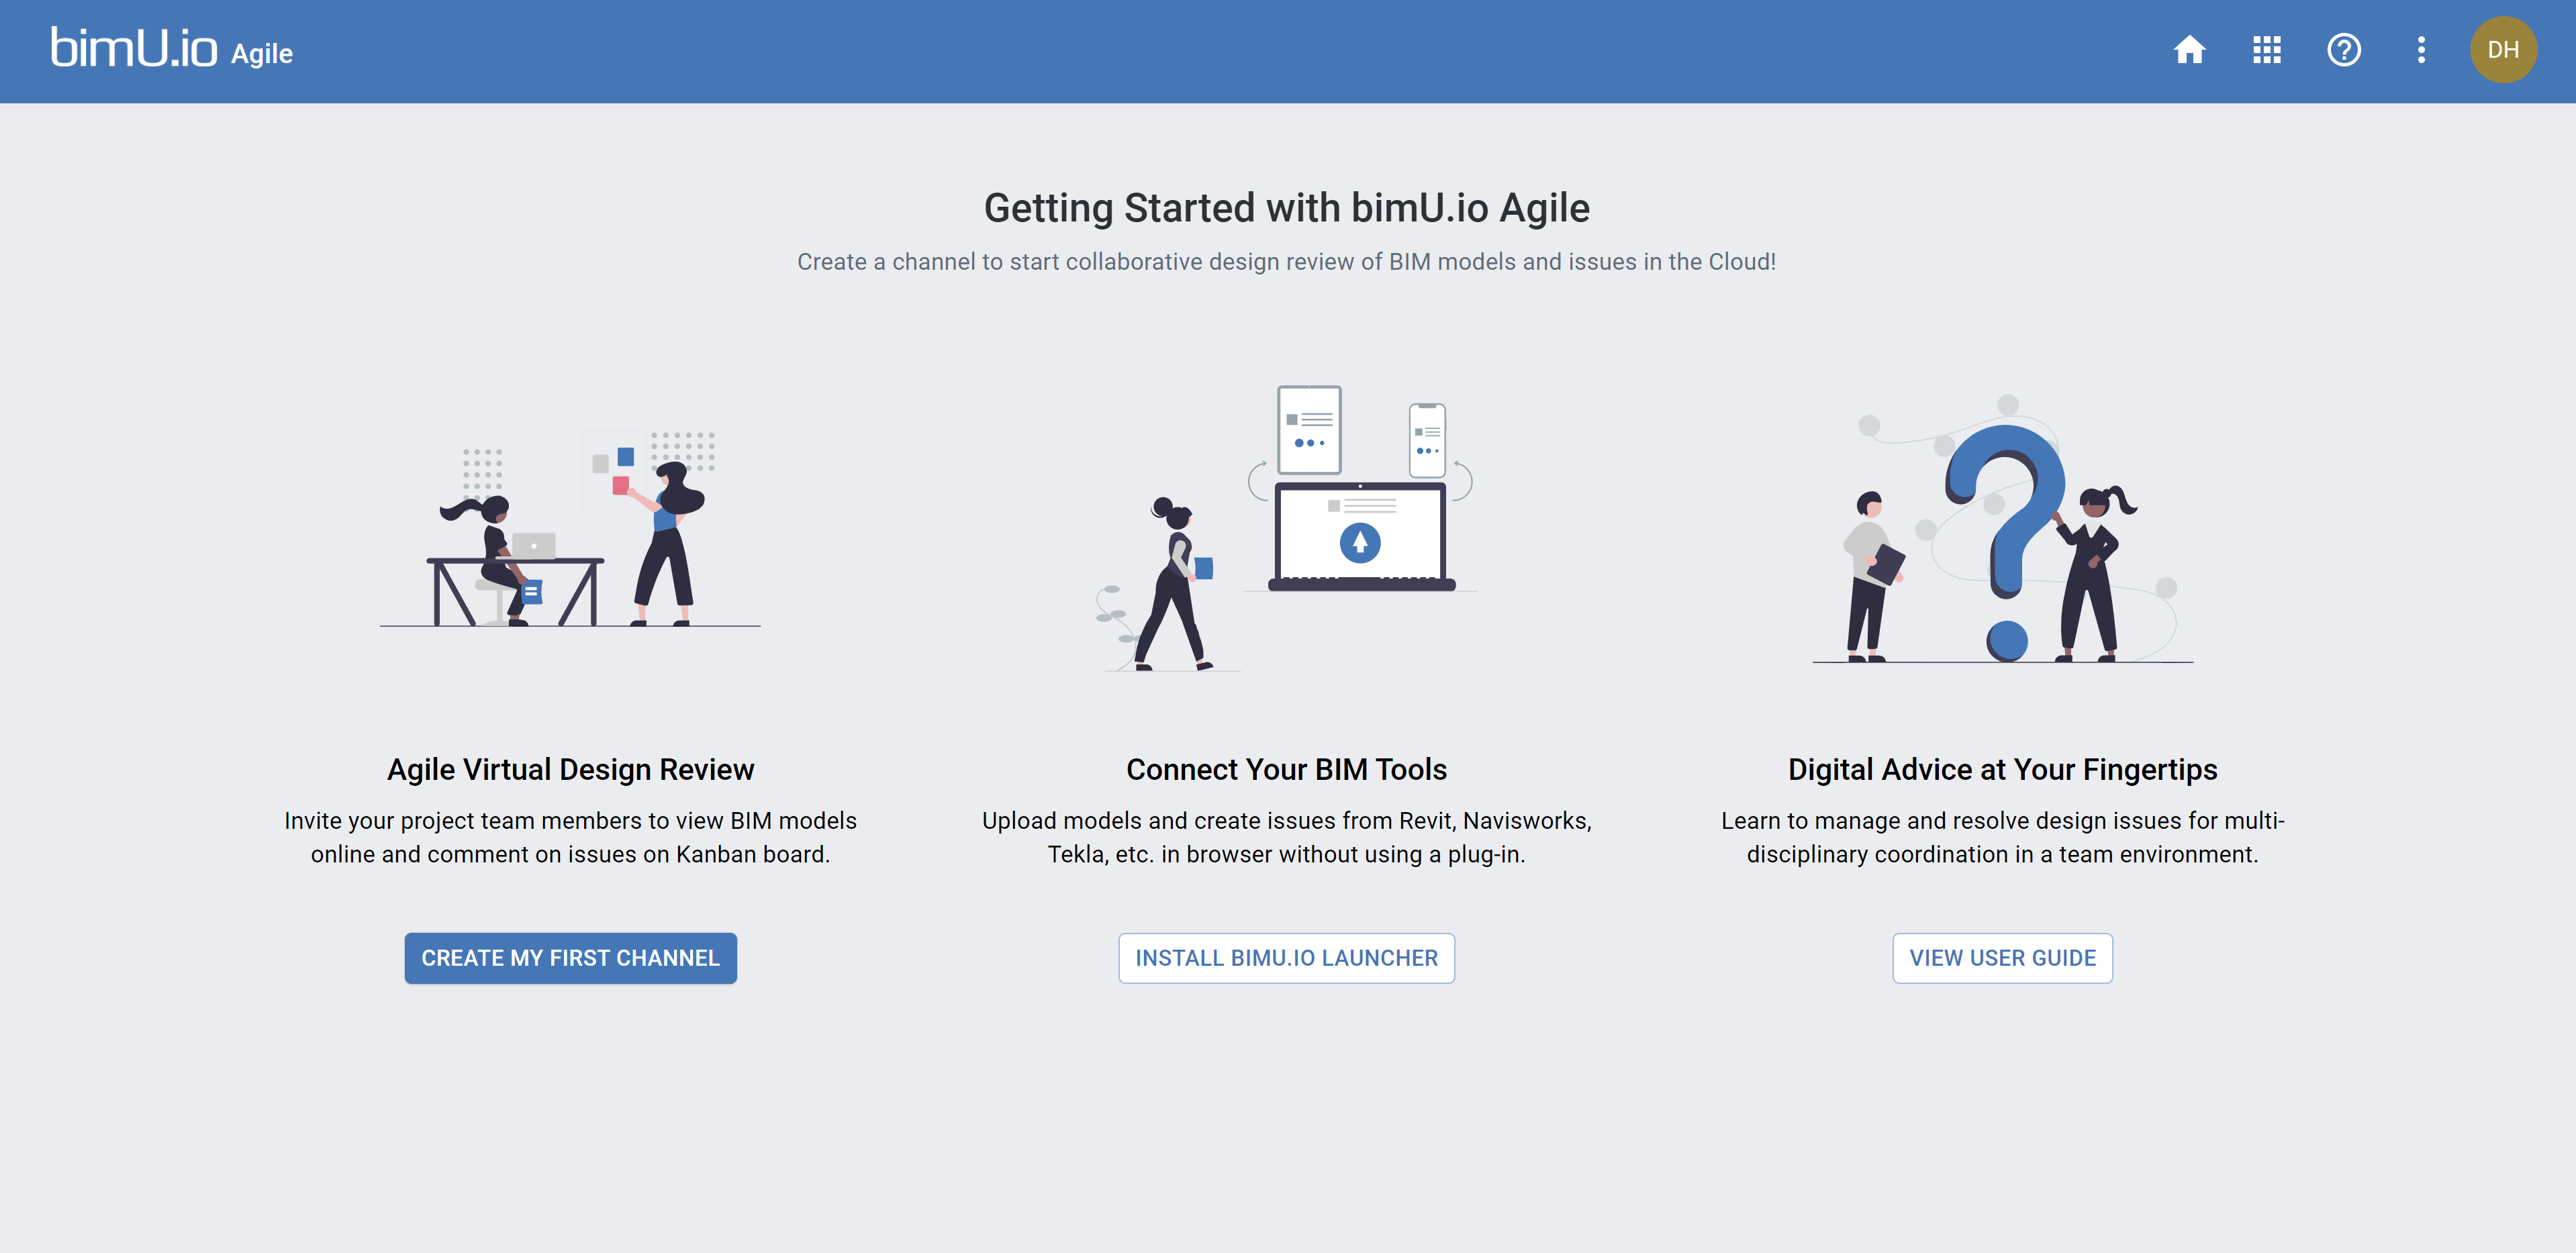 bimU.io Agile
DH
Getting Started with bimU.io Agile
Create a channel to start collaborative design review of BIM models and issues in the Cloud!
Agile Virtual Design Review
Invite your project team members to view BIM models
online and comment on issues on Kanban board.
CREATE MY FIRST CHANNEL
Connect Your BIM Tools
Upload models and create issues from Revit, Navisworks,
Tekla, etc. in browser without using a plug-in.
INSTALL BIMU.IO LAUNCHER
Digital Advice at Your Fingertips
Learn to manage and resolve design issues for multi-
disciplinary coordination in a team environment.
VIEW USER GUIDE